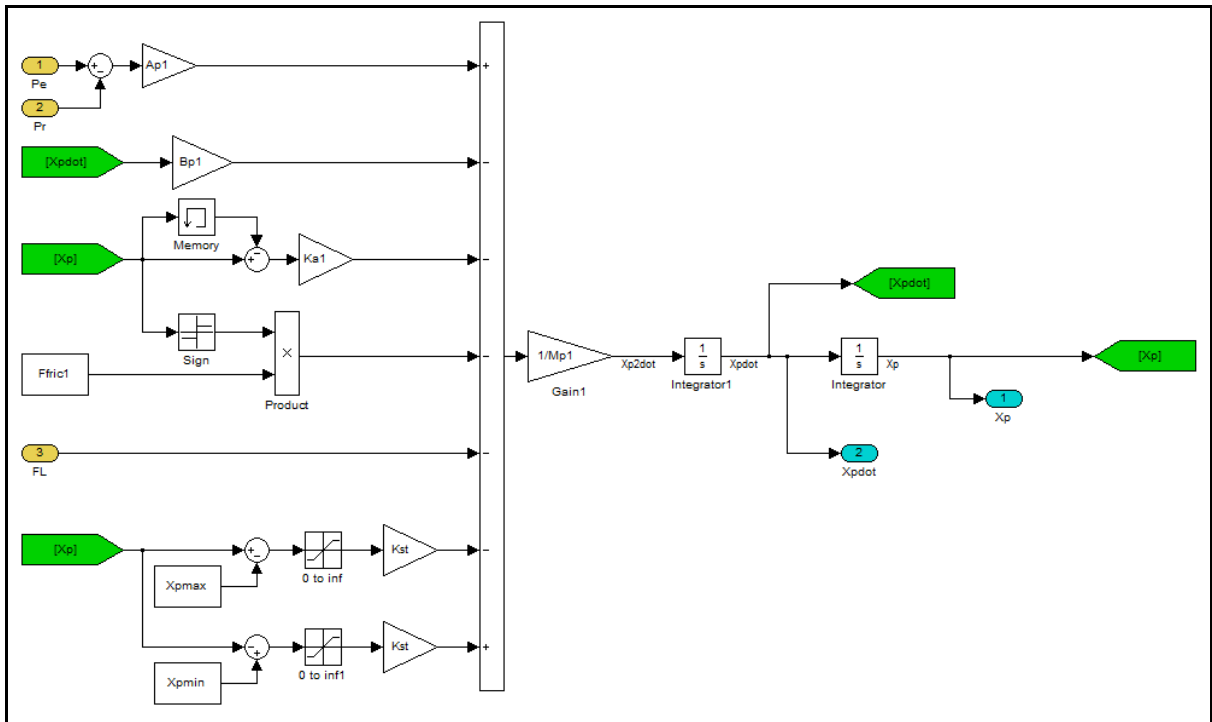 1
Pe
2
Pr
+
-
Ap1
+
[Xpdot]
Bp1
-
Memory
[Xp]
-
+
Ka1
-
Sign
Ffric1
×
Product
-
3
FL
-
[Xp]
+
-
Xpmax
0 to inf
Kst
-
-
+
Xpmin
0 to inf1
Kst
+
1/Mp1
Gain1
Xp2dot
1
s
Integrator1
Xpdot
[Xpdot]
1
s
Integrator
Xp
[Xp]
1
Xp
2
Xpdot